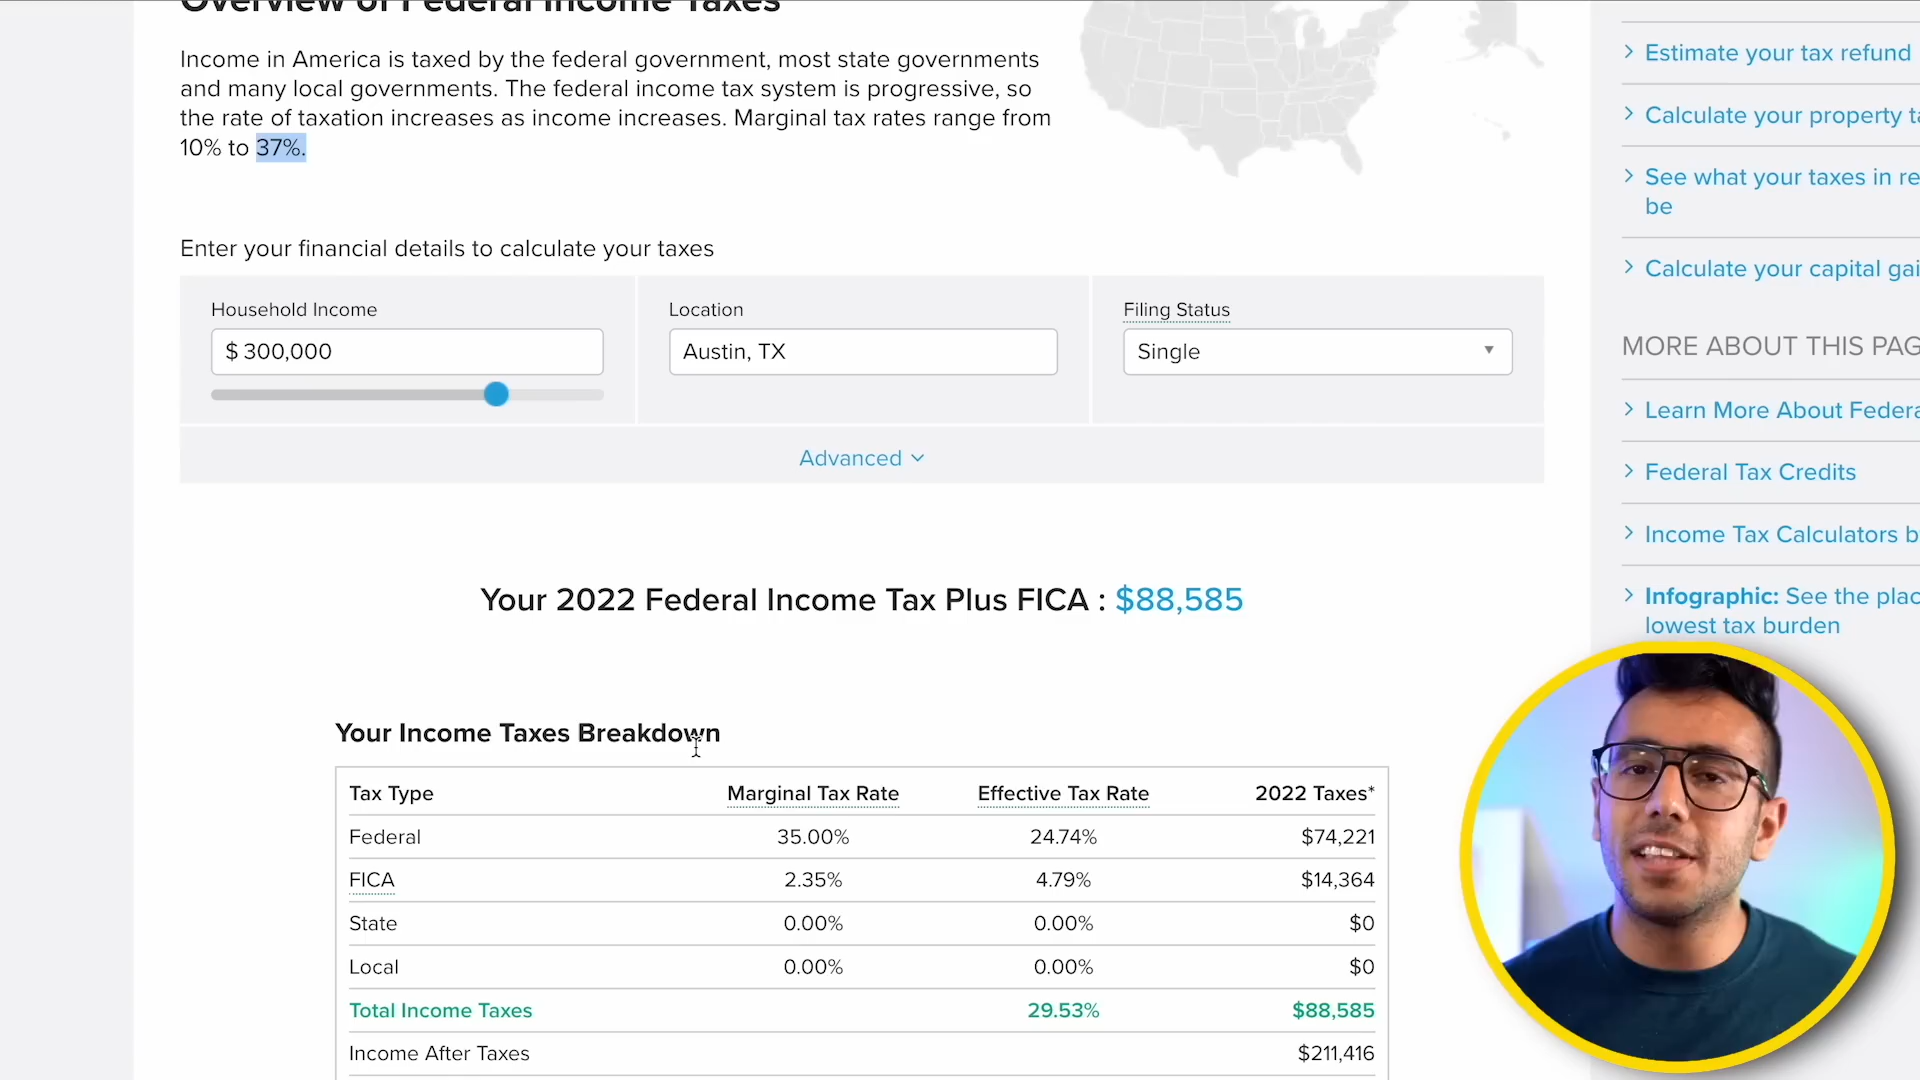 Overview of Federal Income Taxes
Income in America is taxed by the federal government, most state governments
and many local governments. The federal income tax system is progressive, so
the rate of taxation increases as income increases. Marginal tax rates range from
10% to 37%.
Enter your financial details to calculate your taxes
Household Income
$ 300,000
Location
Austin, TX
Filing Status
Single
Advanced
Your 2022 Federal Income Tax Plus FICA : $88,585
Your Income Taxes Breakdown
Tax Type Marginal Tax Rate Effective Tax Rate 2022 Taxes*
Federal 35.00% 24.74% $74,221
FICA 2.35% 4.79% $14,364
State 0.00% 0.00% $0
Local 0.00% 0.00% $0
Total Income Taxes 29.53% $88,585
Income After Taxes $211,416
Estimate your tax refund
Calculate your property
See what your taxes in
be
Calculate your capital
MORE ABOUT THIS
Learn More About
Federal Tax Credits
Income Tax Calculators
Infographic: See the
lowest tax burden